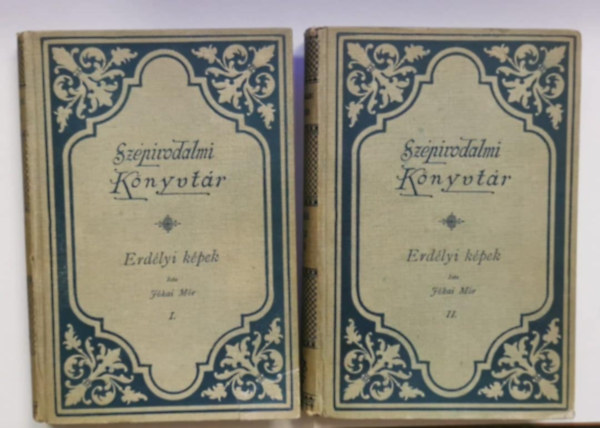 Szépirodalmi
Könyvtár
Erdélyi képek
írta
Jókai Mór
I.
Szépirodalmi
Könyvtár
Erdélyi képek
írta
Jókai Mór
II.